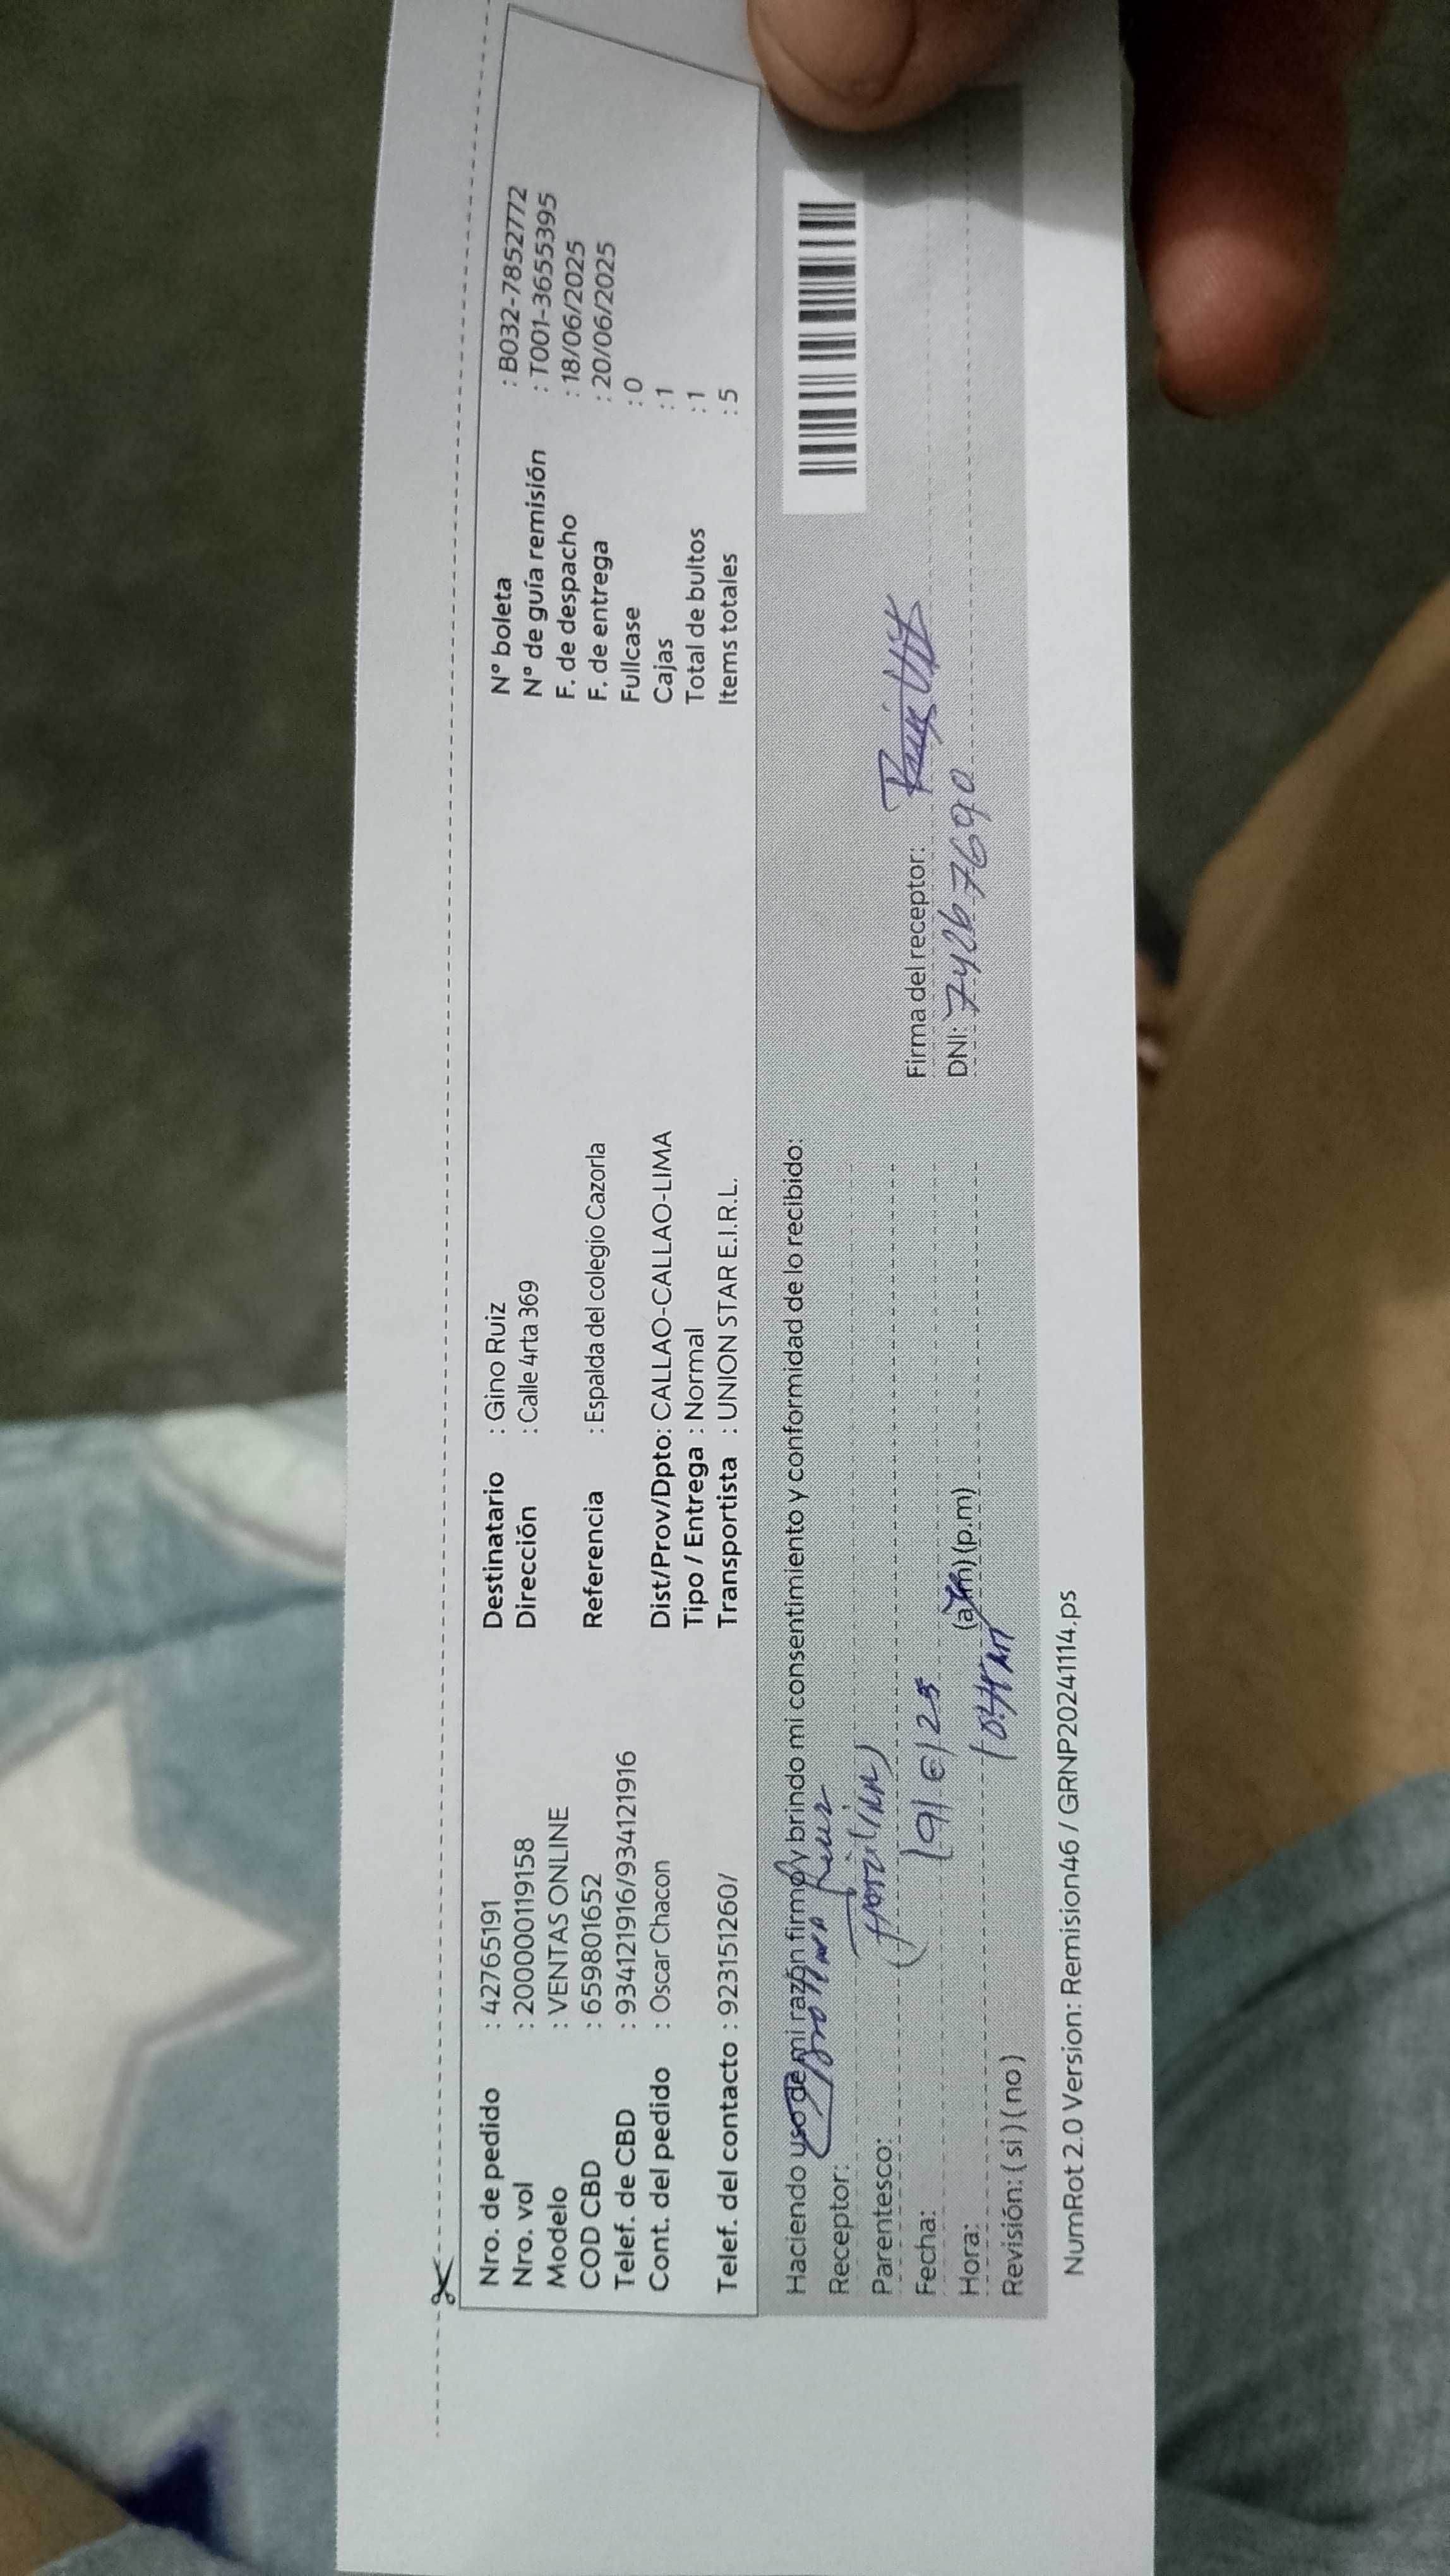 Nro. de pedido : 42765191
Nro. vol : 200000119158
Modelo : VENTAS ONLINE
COD CBD : 659801652
Telef. de CBD : 934121916/934121916
Cont. del pedido : Oscar Chacon
Telef. del contacto : 923151260/
Destinatario : Gino Ruiz
Dirección : Calle 4rta 369
Referencia : Espalda del colegio Cazorla
Dist/Prov/Dpto: CALLAO-CALLAO-LIMA
Tipo / Entrega : Normal
Transportista : UNION STAR E.I.R.L.
N° boleta : B032-7852772
N° de guía remisión : T001-3655395
F. de despacho : 18/06/2025
F. de entrega : 20/06/2025
Fullcase : 0
Cajas : 1
Total de bultos : 1
Items totales : 5
Haciendo uso de mi razón firmo y brindo mi consentimiento y conformidad de lo recibido:
Receptor:
Parentesco:
Fecha: 19/6/25
Hora: (a.m) (p.m)
Revisión: ( si ) ( no )
Firma del receptor:
DNI: 74267690
NumRot 2.0 Version: Remision46 / GRNP20241114.ps